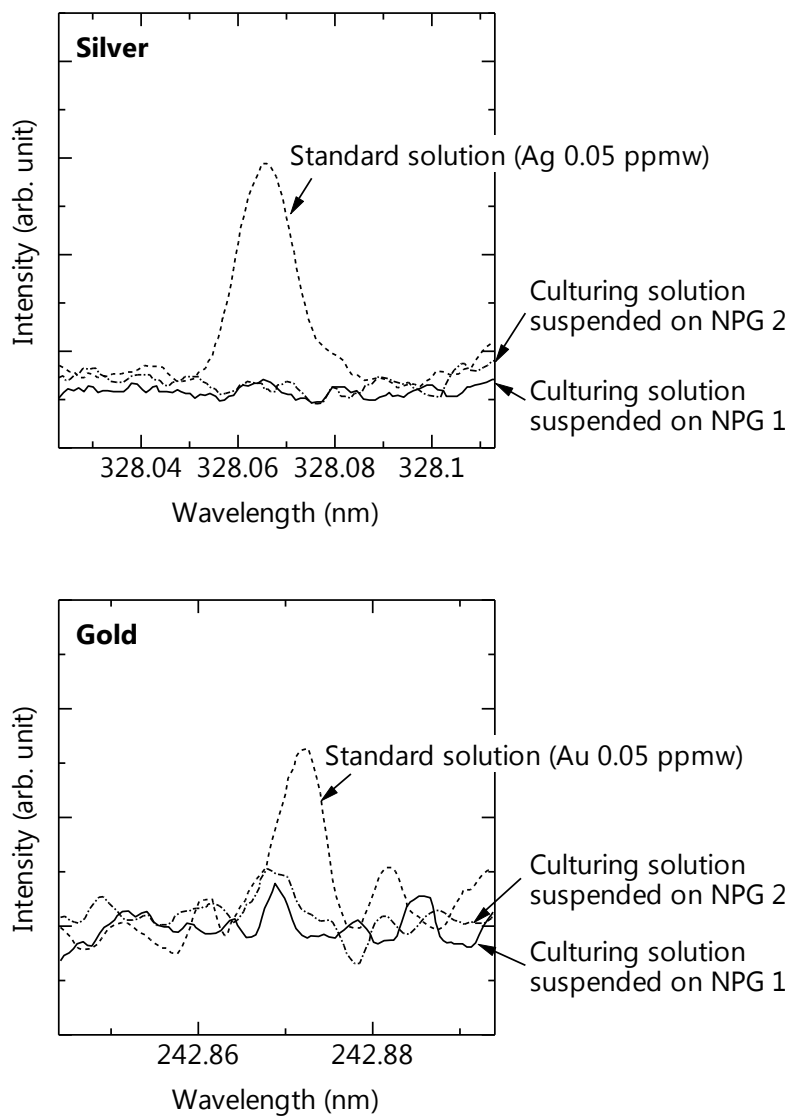 Silver
Intensity (arb. unit)
Standard solution (Ag 0.05 ppmw)
Culturing solution
suspended on NPG 2
Culturing solution
suspended on NPG 1
328.04 328.06 328.08 328.1
Wavelength (nm)
Gold
Intensity (arb. unit)
Standard solution (Au 0.05 ppmw)
Culturing solution
suspended on NPG 2
Culturing solution
suspended on NPG 1
242.86 242.88
Wavelength (nm)